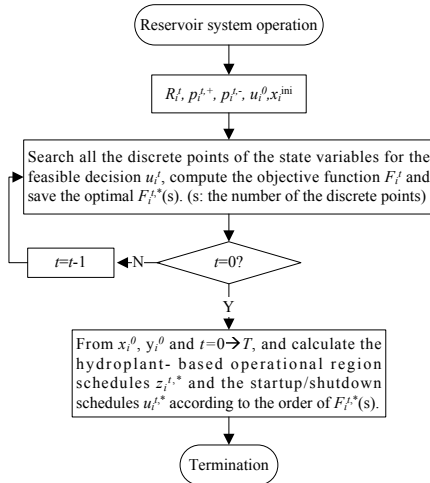 Reservoir system operation
R_i^t, p_i^{t,+}, p_i^{t,-}, u_i^0,x_i^{ini}
Search all the discrete points of the state variables for the
feasible decision u_i^t, compute the objective function F_i^t and
save the optimal F_i^{t,*}(s). (s: the number of the discrete points)
t=t-1
N
t=0?
Y
From x_i^0, y_i^0 and t=0→T, and calculate the
hydroplant- based operational region
schedules z_i^{t,*} and the startup/shutdown
schedules u_i^{t,*} according to the order of F_i^{t,*}(s).
Termination